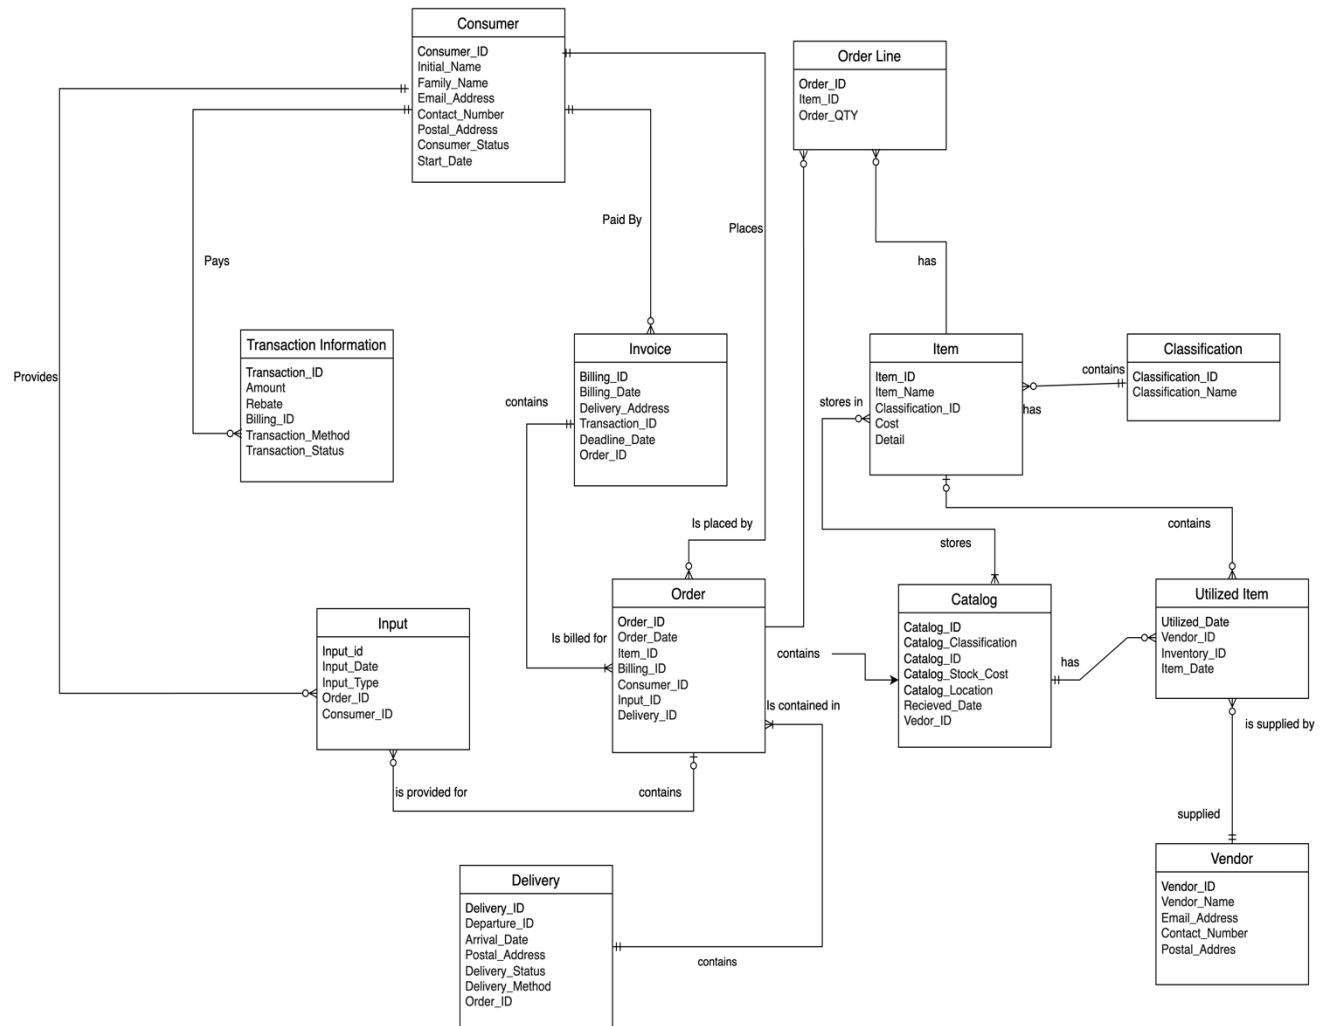 Consumer
Consumer_ID
Initial_Name
Family_Name
Email_Address
Contact_Number
Postal_Address
Consumer_Status
Start_Date
Order Line
Order_ID
Item_ID
Order_QTY
Paid By
Places
Pays
has
Provides
Transaction Information
Transaction_ID
Amount
Rebate
Billing_ID
Transaction_Method
Transaction_Status
contains
Invoice
Billing_ID
Billing_Date
Delivery_Address
Transaction_ID
Deadline_Date
Order_ID
Item
Item_ID
Item_Name
Classification_ID
Cost
Detail
stores in
contains
has
Classification
Classification_ID
Classification_Name
Is placed by
stores
contains
Input
Input_id
Input_Date
Input_Type
Order_ID
Consumer_ID
Is billed for
Order
Order_ID
Order_Date
Item_ID
Billing_ID
Consumer_ID
Input_ID
Delivery_ID
contains
Is contained in
Catalog
Catalog_ID
Catalog_Classification
Catalog_ID
Catalog_Stock_Cost
Catalog_Location
Recieved_Date
Vedor_ID
has
Utilized Item
Utilized_Date
Vendor_ID
Inventory_ID
Item_Date
is supplied by
is provided for
contains
supplied
Delivery
Delivery_ID
Departure_ID
Arrival_Date
Postal_Address
Delivery_Status
Delivery_Method
Order_ID
contains
Vendor
Vendor_ID
Vendor_Name
Email_Address
Contact_Number
Postal_Addres